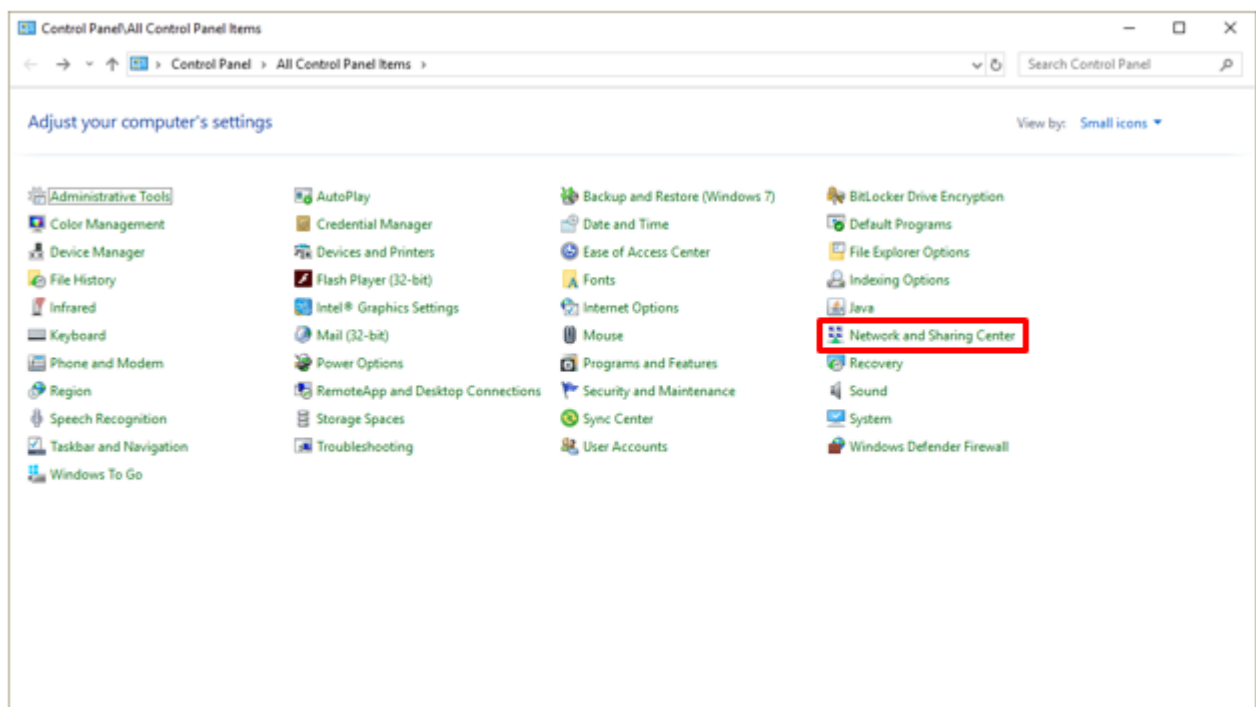 Control Panel\All Control Panel Items
Control Panel > All Control Panel Items >
Search Control Panel
Adjust your computer's settings
View by: Small icons
Administrative Tools AutoPlay Backup and Restore (Windows 7) BitLocker Drive Encryption
Color Management Credential Manager Date and Time Default Programs
Device Manager Devices and Printers Ease of Access Center File Explorer Options
File History Flash Player (32-bit) Fonts Indexing Options
Infrared Intel® Graphics Settings Internet Options Java
Keyboard Mail (32-bit) Mouse Network and Sharing Center
Phone and Modem Power Options Programs and Features Recovery
Region RemoteApp and Desktop Connections Security and Maintenance Sound
Speech Recognition Storage Spaces Sync Center System
Taskbar and Navigation Troubleshooting User Accounts Windows Defender Firewall
Windows To Go